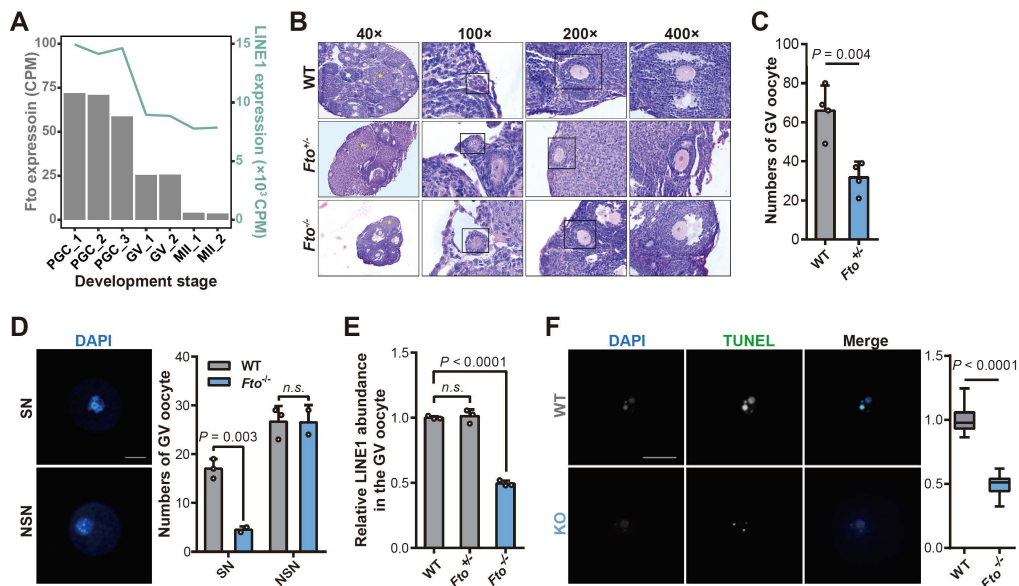 A
Fto expressoin (CPM)
100
75
50
25
0
LINE1 expression (×10³ CPM)
15
10
5
0
PGC_1
PGC_2
PGC_3
GV_1
GV_2
MII_1
MII_2
Development stage
B
40×
100×
200×
400×
WT
Fto+/-
Fto-/-
C
Numbers of GV oocyte
80
60
40
20
0
P = 0.004
WT
Fto+/-
D
DAPI
SN
NSN
Numbers of GV oocyte
40
30
20
10
0
WT
Fto-/-
n.s.
P = 0.003
SN
NSN
E
Relative LINE1 abundance
in the GV oocyte
1.5
1.0
0.5
0.0
P < 0.0001
n.s.
WT
Fto+/-
Fto-/-
F
DAPI
TUNEL
Merge
WT
KO
1.5
1.0
0.5
0.0
P < 0.0001
WT
Fto-/-